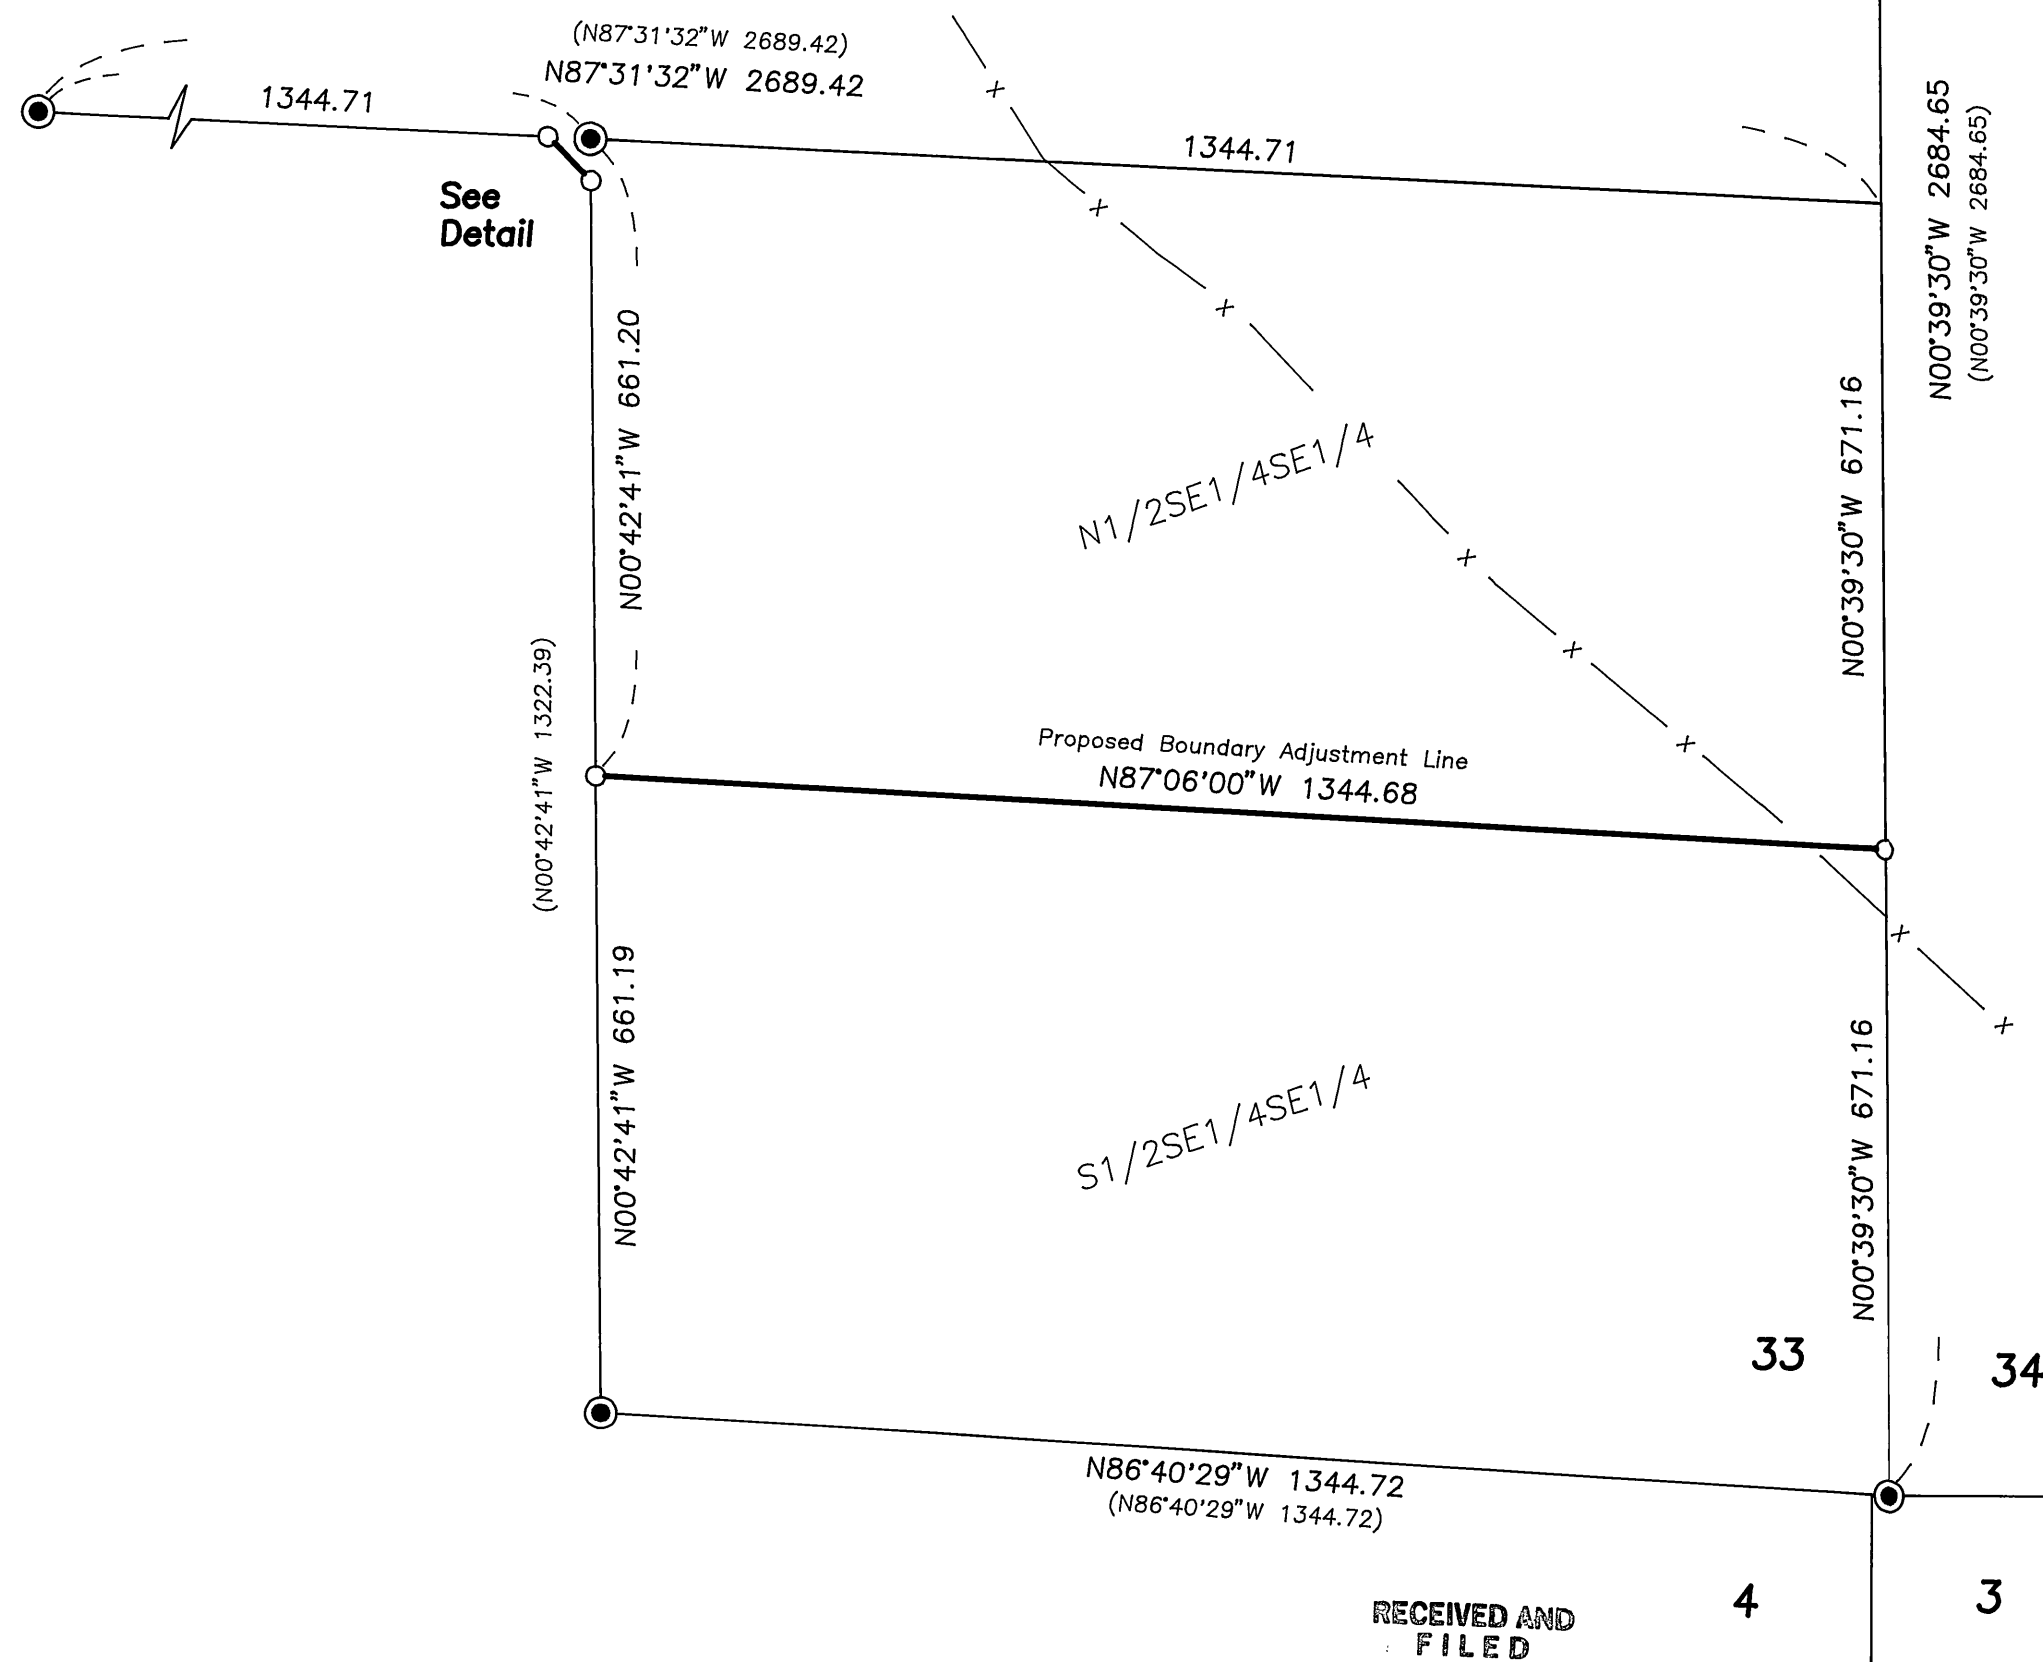 (N87°31'32"W 2689.42)
N87°31'32"W 2689.42
1344.71
1344.71
See
Detail
N00°39'30"W 2684.65
(N00°39'30"W 2684.65)
N00°42'41"W 661.20
N00°39'30"W 671.16
N1/2SE1/4SE1/4
(N00°42'41"W 1322.39)
Proposed Boundary Adjustment Line
N87°06'00"W 1344.68
N00°42'41"W 661.19
N00°39'30"W 671.16
S1/2SE1/4SE1/4
33
34
N86°40'29"W 1344.72
(N86°40'29"W 1344.72)
4
3
RECEIVED AND
FILED